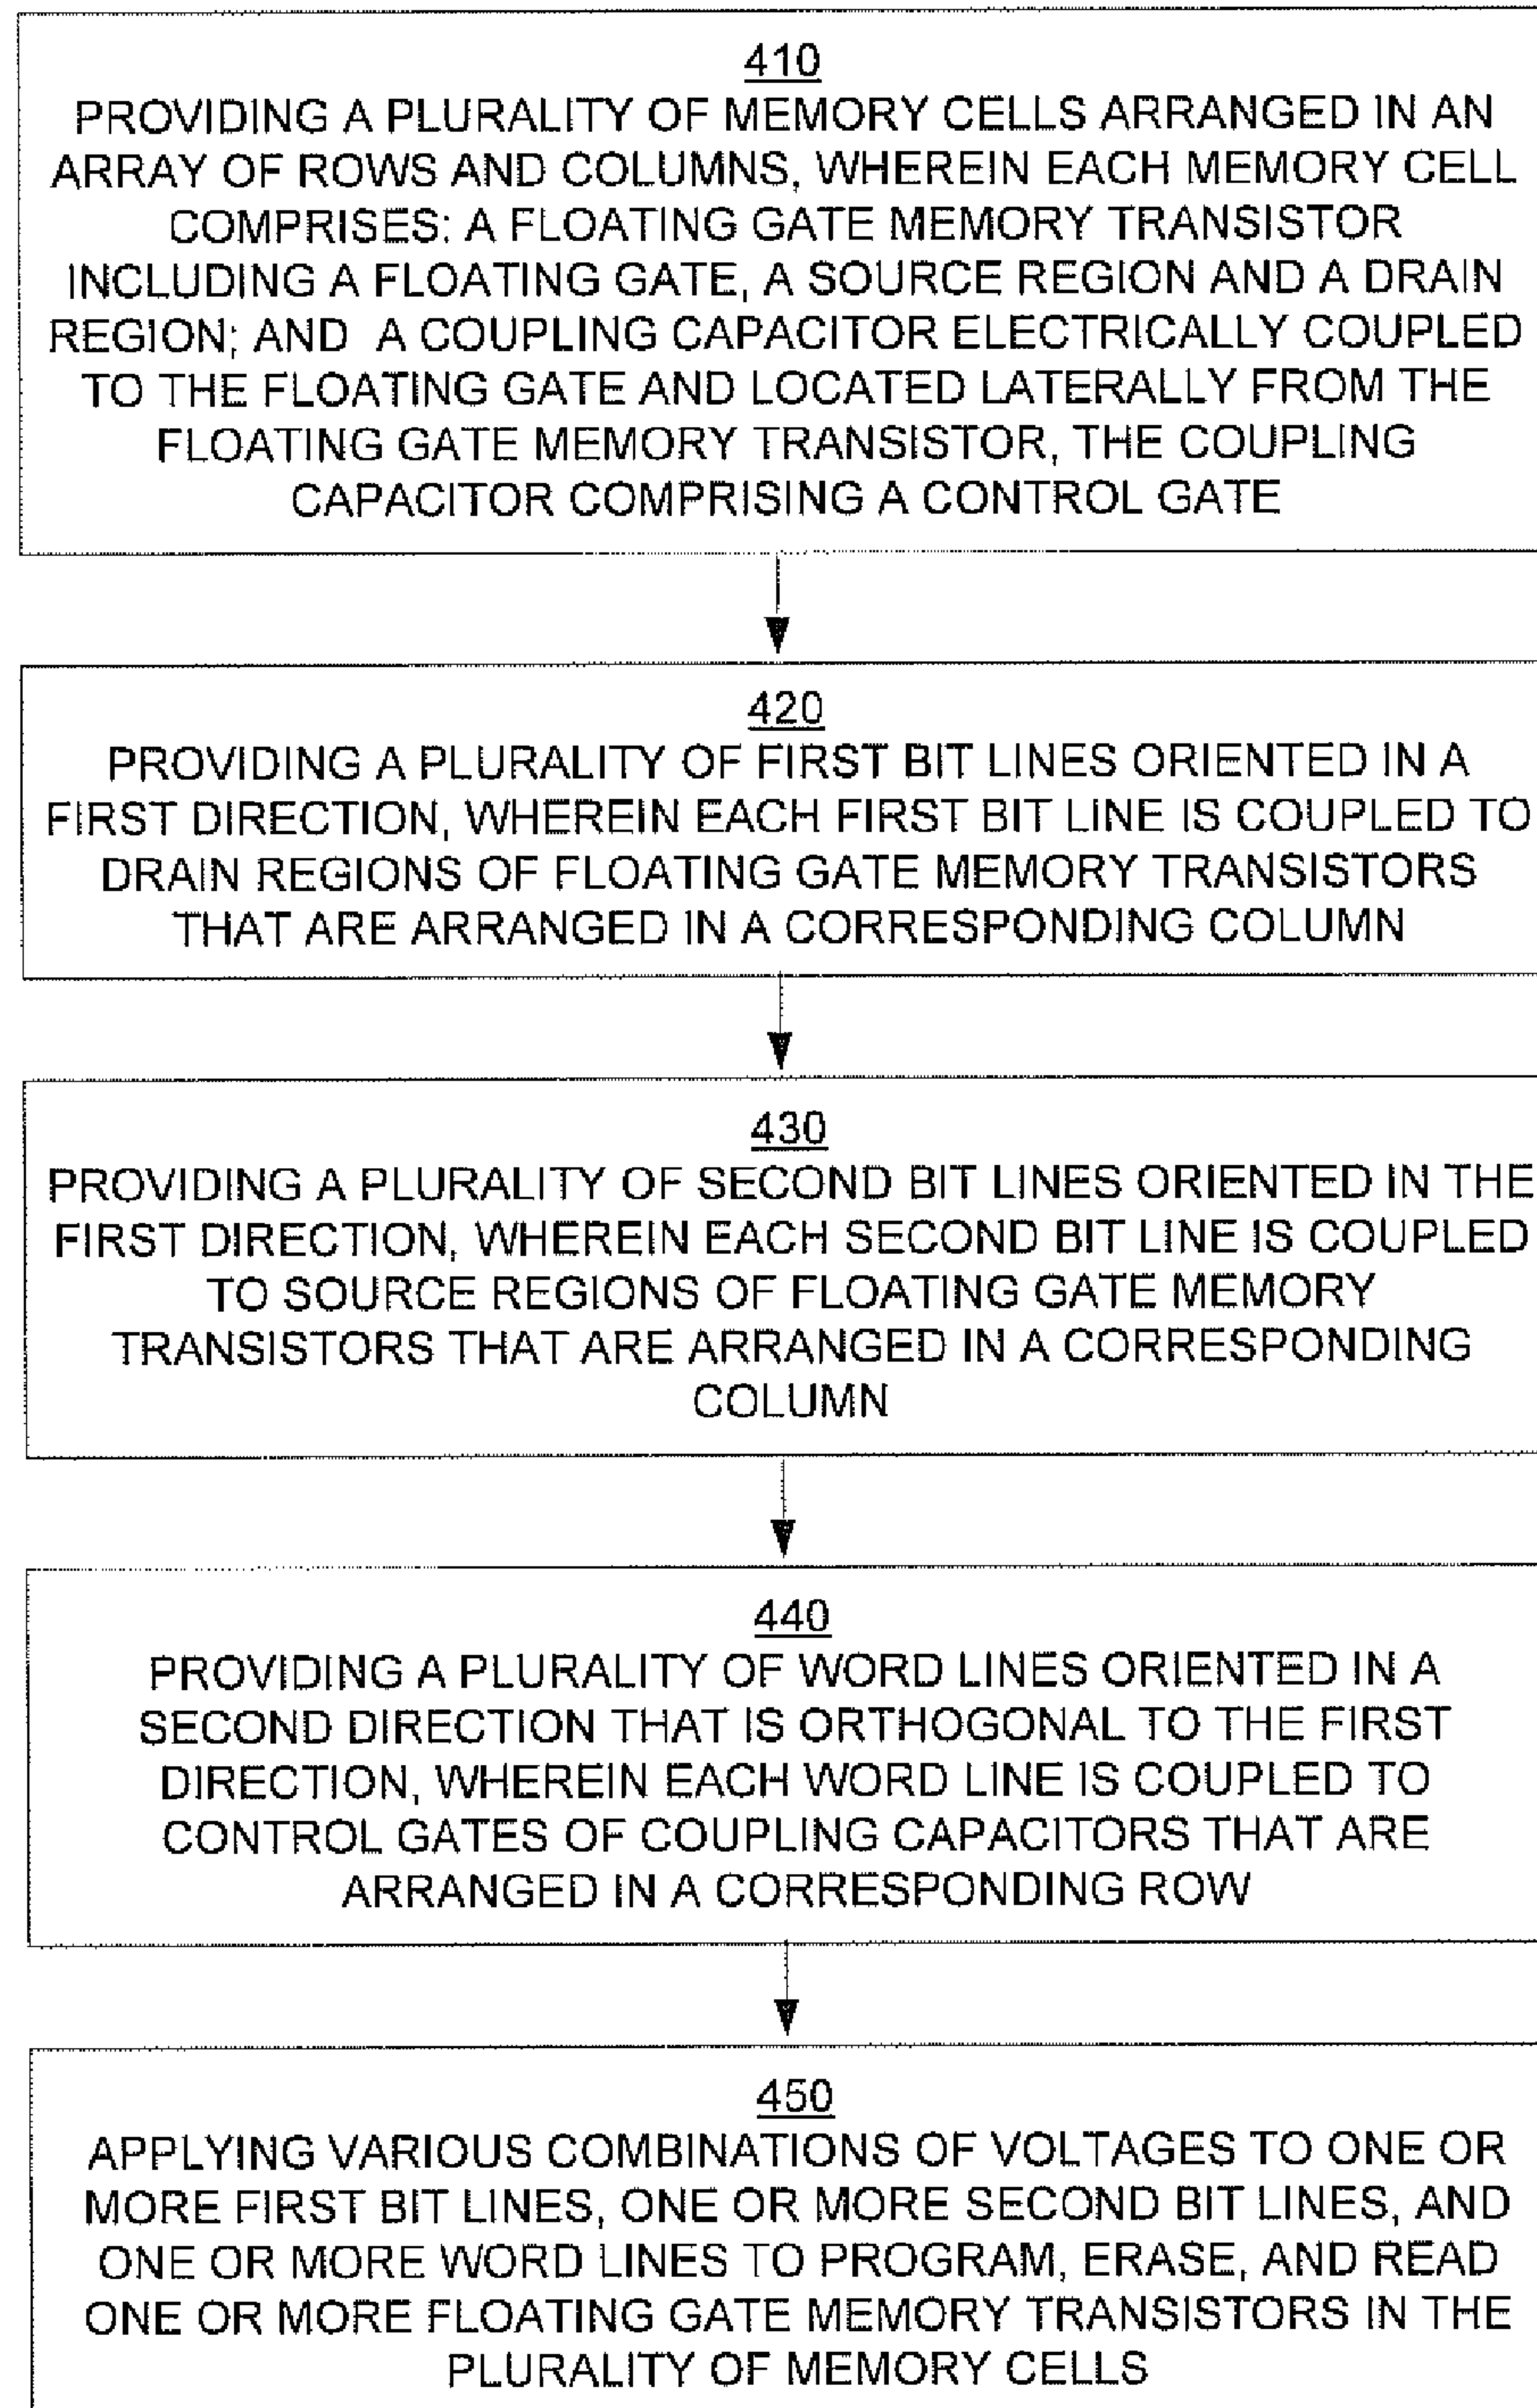 410
PROVIDING A PLURALITY OF MEMORY CELLS ARRANGED IN AN
ARRAY OF ROWS AND COLUMNS, WHEREIN EACH MEMORY CELL
COMPRISES: A FLOATING GATE MEMORY TRANSISTOR
INCLUDING A FLOATING GATE, A SOURCE REGION AND A DRAIN
REGION; AND A COUPLING CAPACITOR ELECTRICALLY COUPLED
TO THE FLOATING GATE AND LOCATED LATERALLY FROM THE
FLOATING GATE MEMORY TRANSISTOR, THE COUPLING
CAPACITOR COMPRISING A CONTROL GATE
420
PROVIDING A PLURALITY OF FIRST BIT LINES ORIENTED IN A
FIRST DIRECTION, WHEREIN EACH FIRST BIT LINE IS COUPLED TO
DRAIN REGIONS OF FLOATING GATE MEMORY TRANSISTORS
THAT ARE ARRANGED IN A CORRESPONDING COLUMN
430
PROVIDING A PLURALITY OF SECOND BIT LINES ORIENTED IN THE
FIRST DIRECTION, WHEREIN EACH SECOND BIT LINE IS COUPLED
TO SOURCE REGIONS OF FLOATING GATE MEMORY
TRANSISTORS THAT ARE ARRANGED IN A CORRESPONDING
COLUMN
440
PROVIDING A PLURALITY OF WORD LINES ORIENTED IN A
SECOND DIRECTION THAT IS ORTHOGONAL TO THE FIRST
DIRECTION, WHEREIN EACH WORD LINE IS COUPLED TO
CONTROL GATES OF COUPLING CAPACITORS THAT ARE
ARRANGED IN A CORRESPONDING ROW
450
APPLYING VARIOUS COMBINATIONS OF VOLTAGES TO ONE OR
MORE FIRST BIT LINES, ONE OR MORE SECOND BIT LINES, AND
ONE OR MORE WORD LINES TO PROGRAM, ERASE, AND READ
ONE OR MORE FLOATING GATE MEMORY TRANSISTORS IN THE
PLURALITY OF MEMORY CELLS